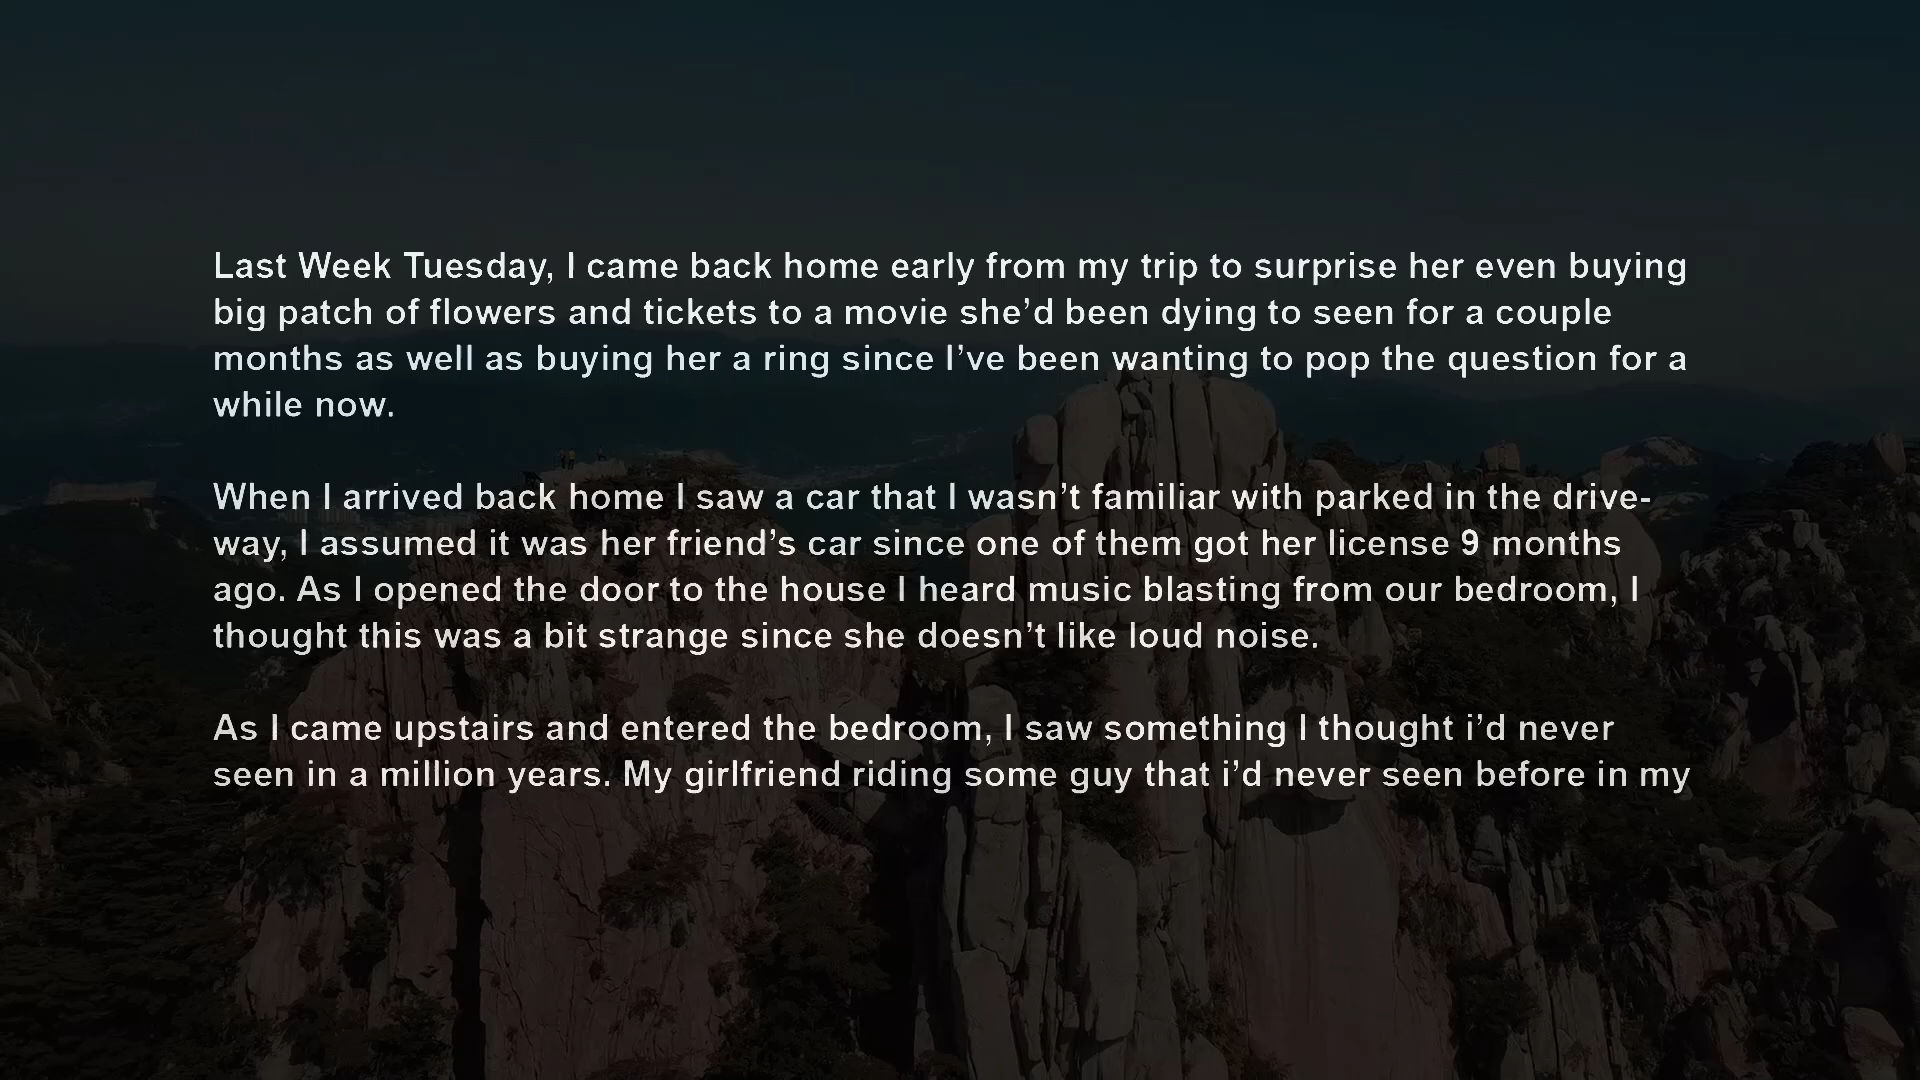 Last Week Tuesday, I came back home early from my trip to surprise her even buying
big patch of flowers and tickets to a movie she’d been dying to seen for a couple
months as well as buying her a ring since I’ve been wanting to pop the question for a
while now.
When I arrived back home I saw a car that I wasn’t familiar with parked in the drive-
way, I assumed it was her friend’s car since one of them got her license 9 months
ago. As I opened the door to the house I heard music blasting from our bedroom, I
thought this was a bit strange since she doesn’t like loud noise.
As I came upstairs and entered the bedroom, I saw something I thought i’d never
seen in a million years. My girlfriend riding some guy that i’d never seen before in my